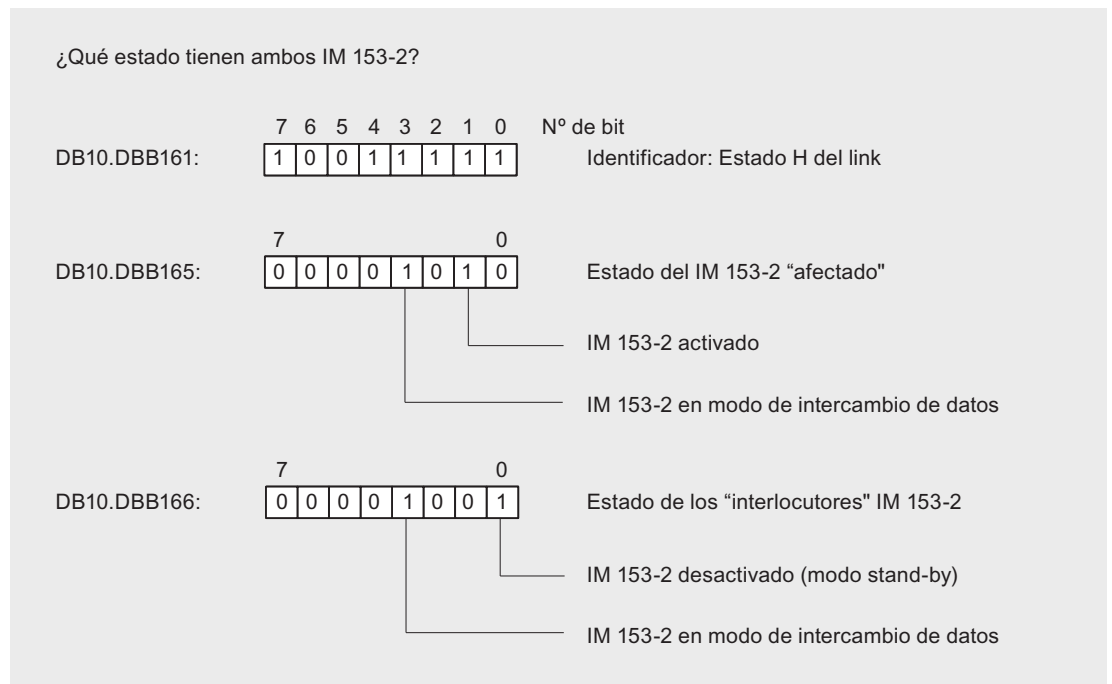 ¿Qué estado tienen ambos IM 153-2?
7 6 5 4 3 2 1 0 Nº de bit
DB10.DBB161: 1 0 0 1 1 1 1 1 Identificador: Estado H del link
7 0
DB10.DBB165: 0 0 0 0 1 0 1 0 Estado del IM 153-2 “afectado"
IM 153-2 activado
IM 153-2 en modo de intercambio de datos
7 0
DB10.DBB166: 0 0 0 0 1 0 0 1 Estado de los “interlocutores" IM 153-2
IM 153-2 desactivado (modo stand-by)
IM 153-2 en modo de intercambio de datos